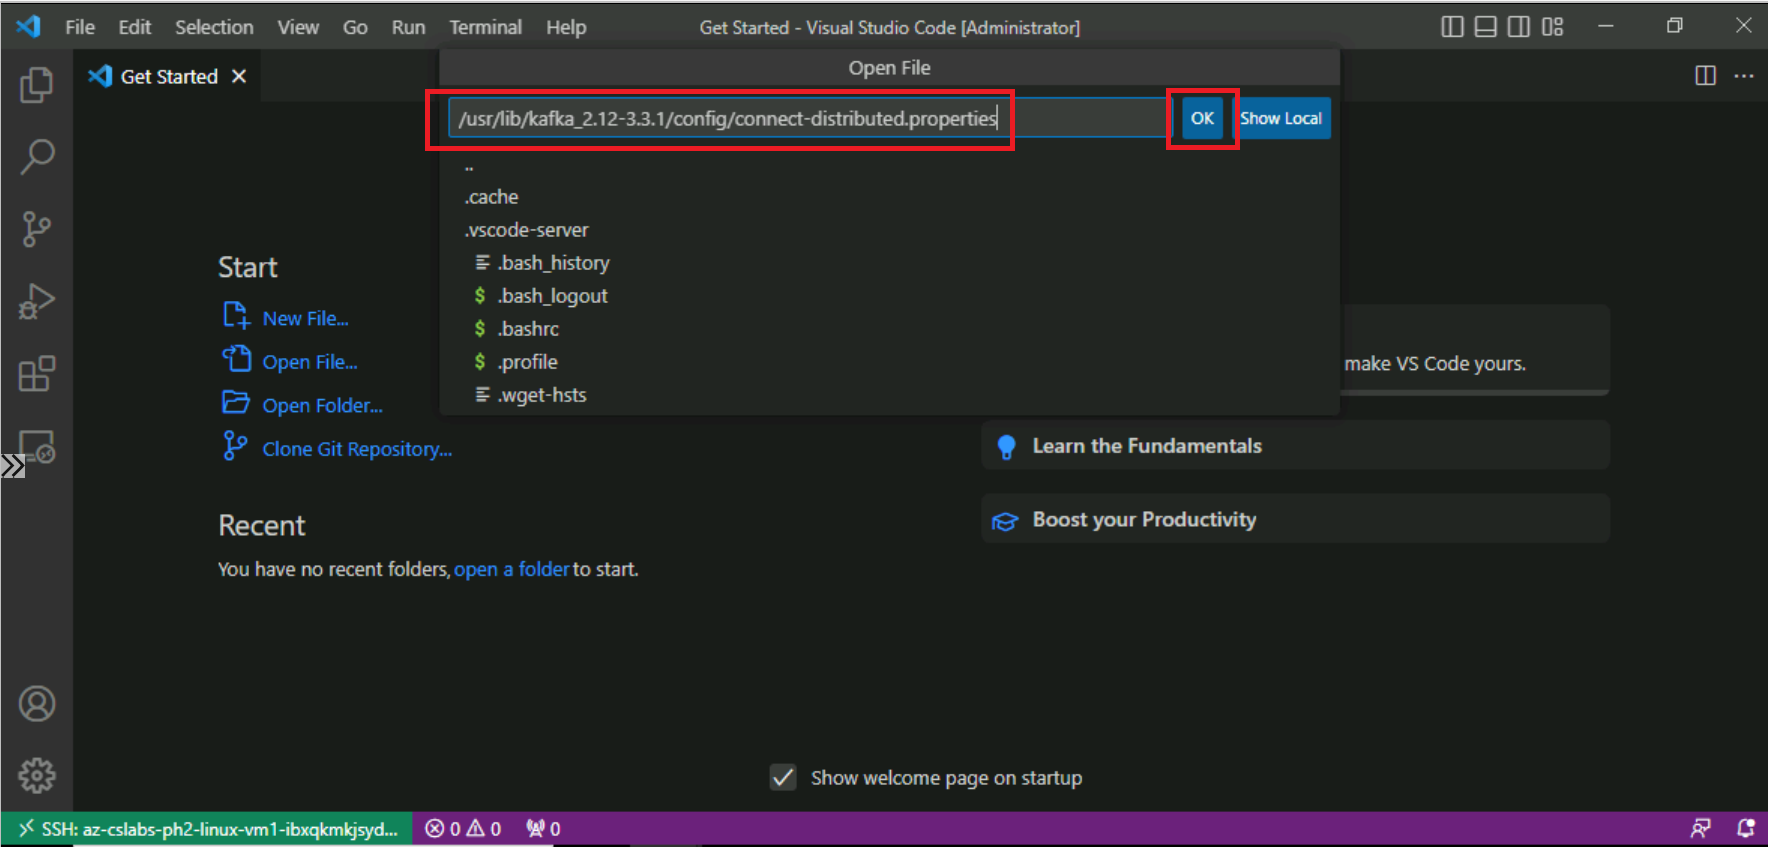 File Edit Selection View Go Run Terminal Help
Get Started - Visual Studio Code [Administrator]
Get Started
Open File
/usr/lib/kafka_2.12-3.3.1/config/connect-distributed.properties
OK
Show Local
..
.cache
.vscode-server
.bash_history
$ .bash_logout
$ .bashrc
$ .profile
.wget-hsts
Start
New File...
Open File...
Open Folder...
Clone Git Repository...
Recent
You have no recent folders, open a folder to start.
make VS Code yours.
Learn the Fundamentals
Boost your Productivity
Show welcome page on startup
SSH: az-cslabs-ph2-linux-vm1-ibxqkmkjsyd... 0 0 0